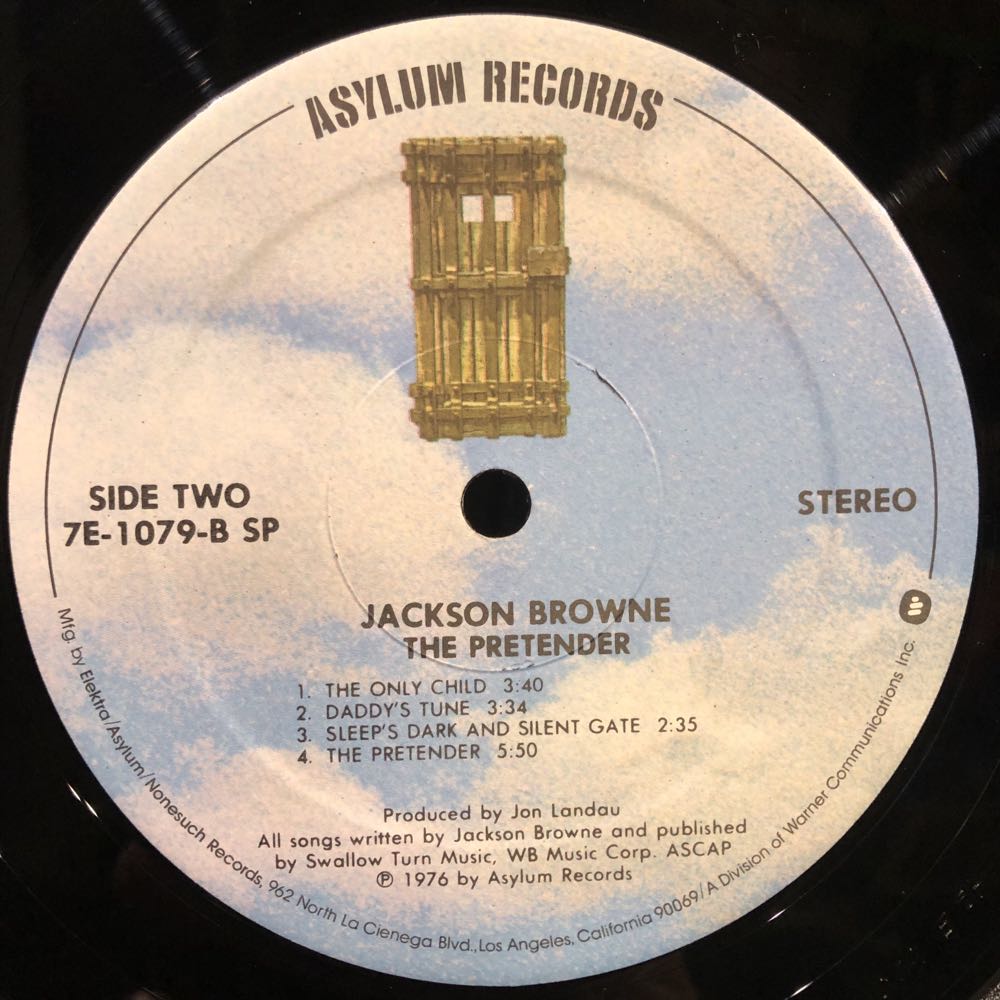 ASYLUM RECORDS
SIDE TWO
7E-1079-B SP
STEREO
JACKSON BROWNE
THE PRETENDER
1. THE ONLY CHILD 3:40
2. DADDY'S TUNE 3:34
3. SLEEP'S DARK AND SILENT GATE 2:35
4. THE PRETENDER 5:50
Produced by Jon Landau
All songs written by Jackson Browne and published
by Swallow Turn Music, WB Music Corp. ASCAP
℗ 1976 by Asylum Records
Mfg. by Elektra/Asylum/Nonesuch Records, 962 North La Cienega Blvd., Los Angeles, California 90069/A Division of Warner Communications Inc.